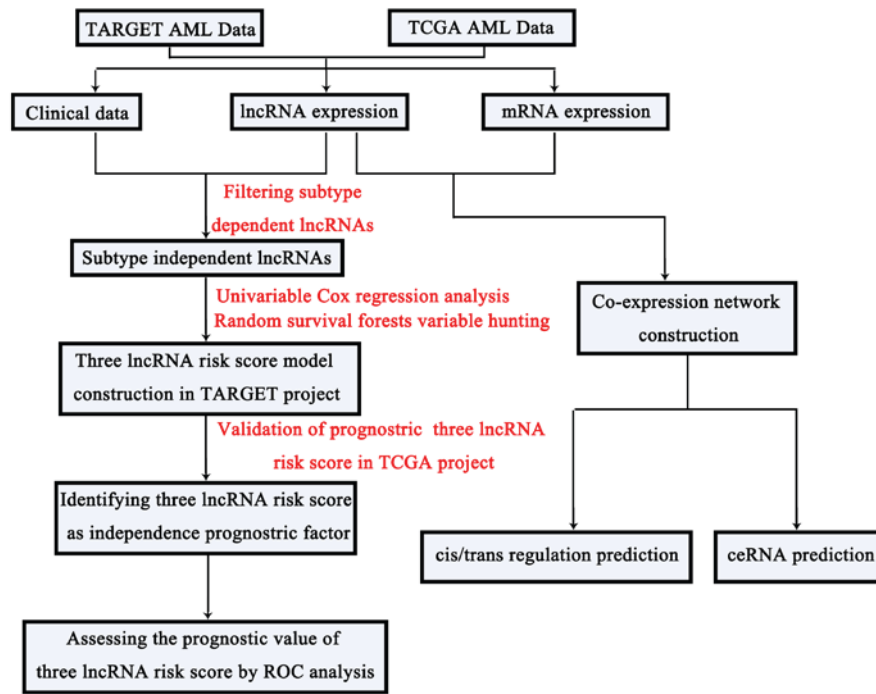 TARGET AML Data
TCGA AML Data
Clinical data
lncRNA expression
mRNA expression
Filtering subtype
dependent lncRNAs
Subtype independent lncRNAs
Univariable Cox regression analysis
Random survival forests variable hunting
Co-expression network
construction
Three lncRNA risk score model
construction in TARGET project
Validation of prognostric three lncRNA
risk score in TCGA project
Identifying three lncRNA risk score
as independence prognostric factor
cis/trans regulation prediction
ceRNA prediction
Assessing the prognostic value of
three lncRNA risk score by ROC analysis